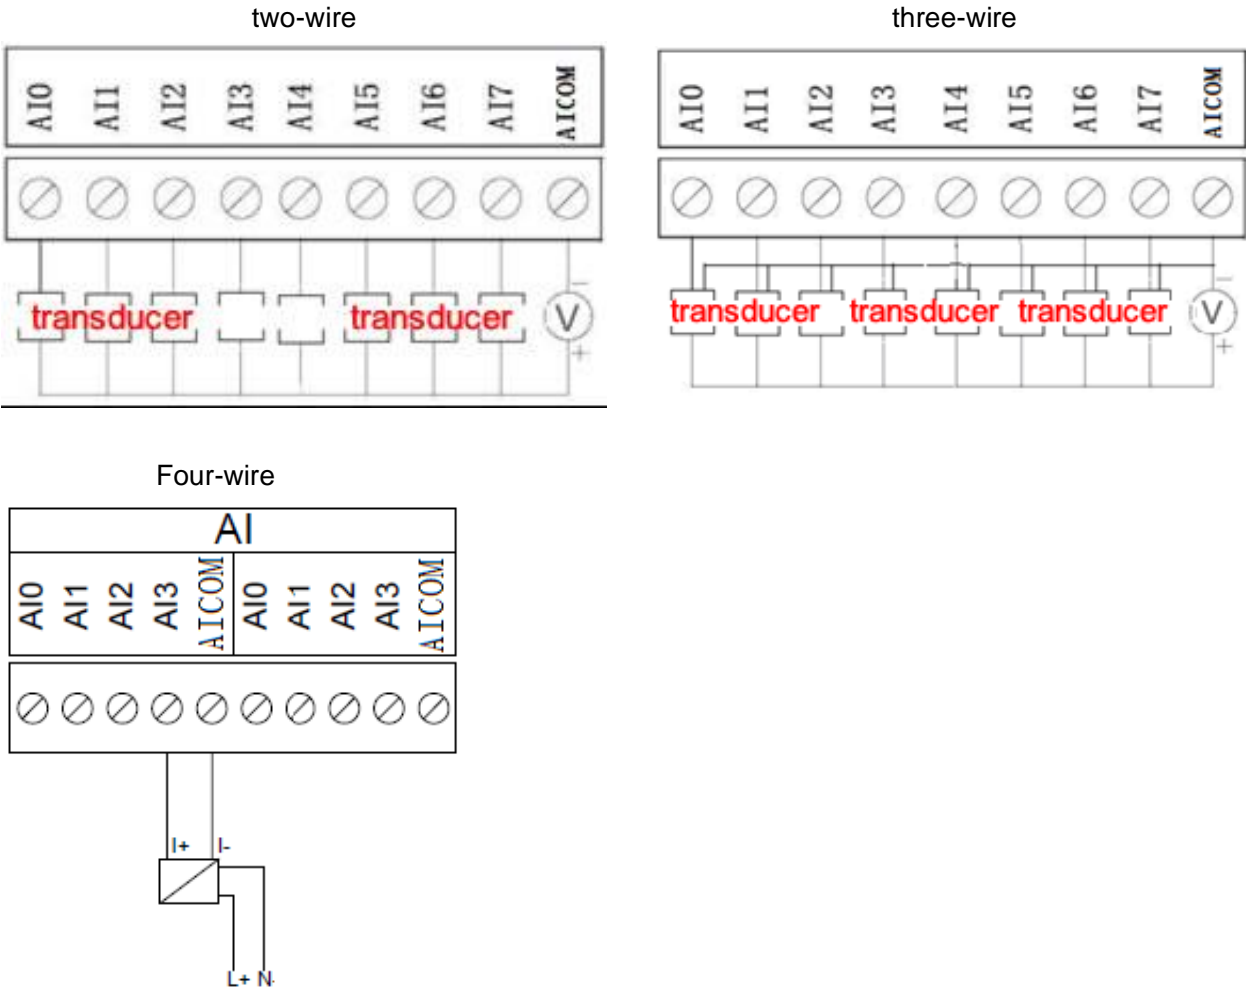 two-wire
three-wire
AI0 AI1 AI2 AI3 AI4 AI5 AI6 AI7 AICOM
AI0 AI1 AI2 AI3 AI4 AI5 AI6 AI7 AICOM
transducer transducer V
transducer transducer transducer V
Four-wire
AI
AI0 AI1 AI2 AI3 AICOM AI0 AI1 AI2 AI3 AICOM
I+ I-
L+ N-